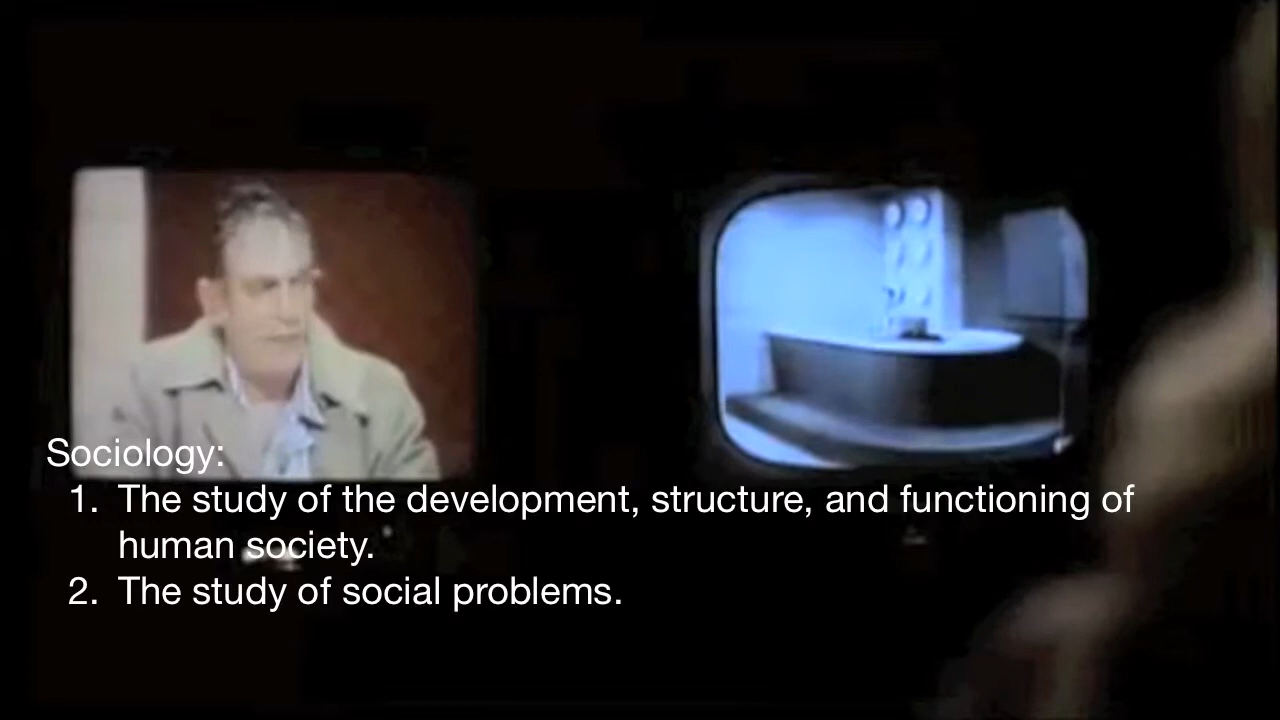 Sociology:
1. The study of the development, structure, and functioning of
human society.
2. The study of social problems.